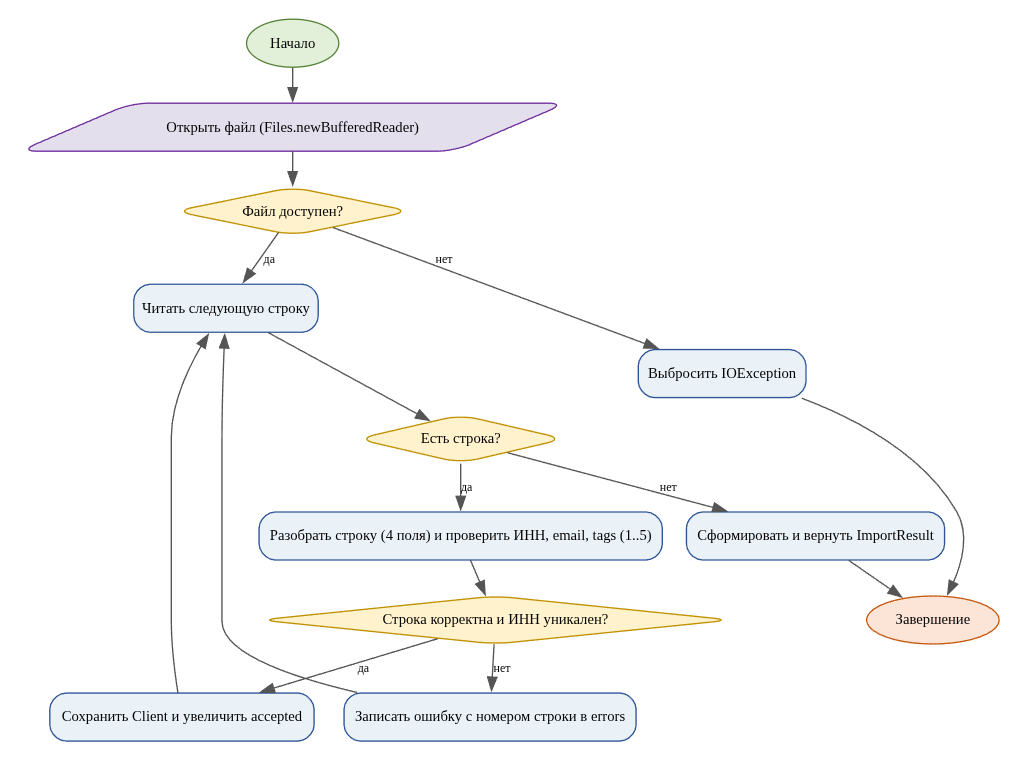 Начало
Открыть файл (Files.newBufferedReader)
Файл доступен?
да
нет
Читать следующую строку
Выбросить IOException
Есть строка?
да
нет
Разобрать строку (4 поля) и проверить ИНН, email, tags (1..5)
Сформировать и вернуть ImportResult
Строка корректна и ИНН уникален?
Завершение
да
нет
Сохранить Client и увеличить accepted
Записать ошибку с номером строки в errors